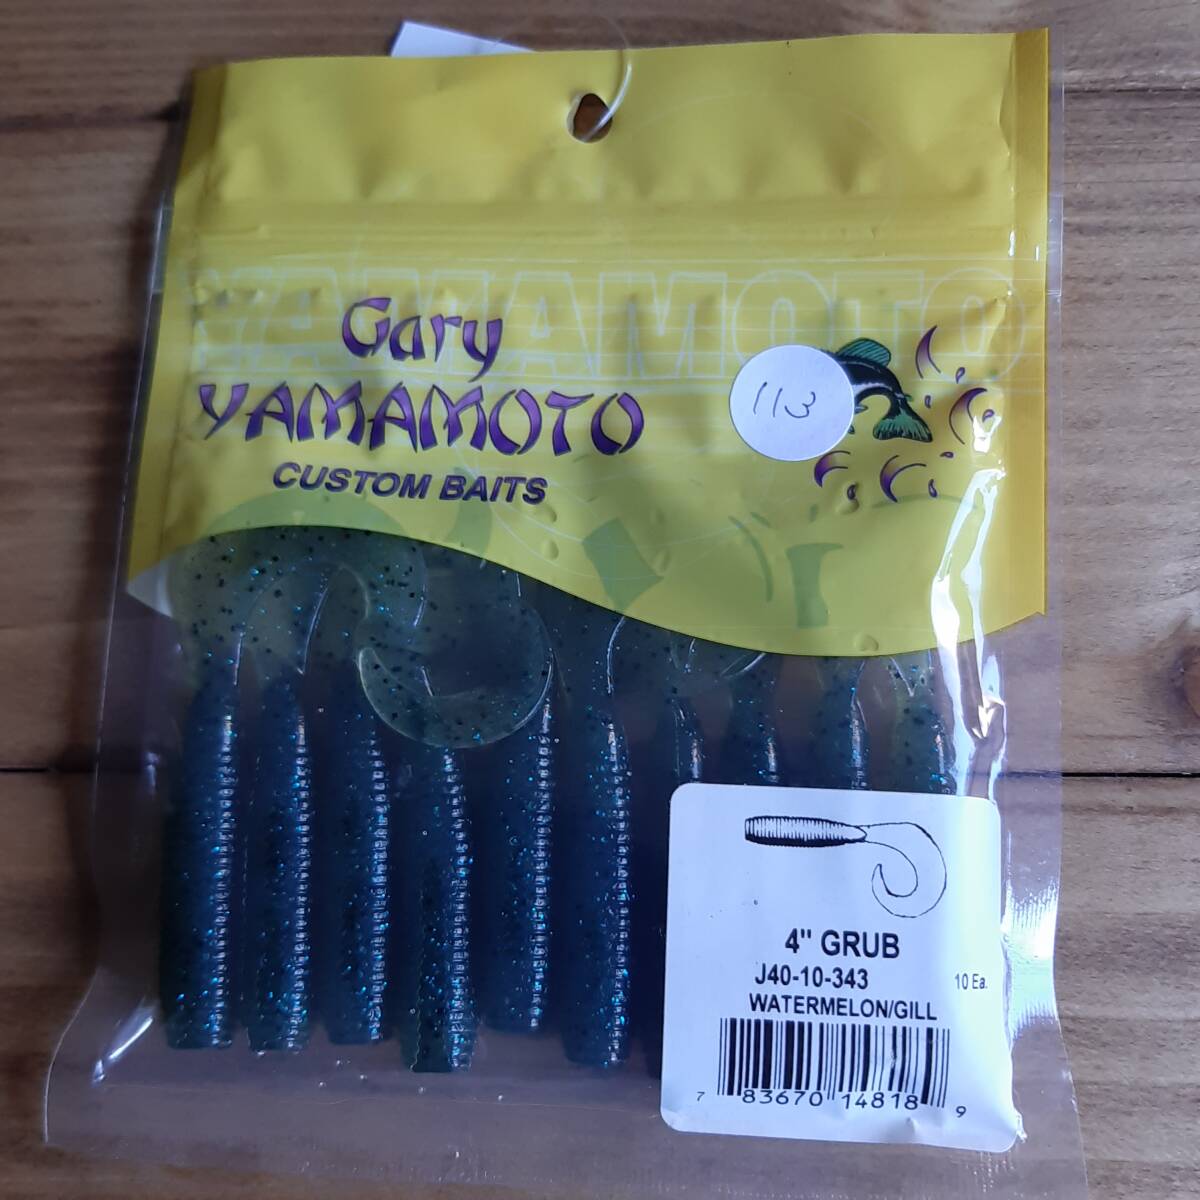 YAMAMOTO
Gary
YAMAMOTO
CUSTOM BAITS
113
4" GRUB
J40-10-343 10 Ea.
WATERMELON/GILL
7 83670 14818 9